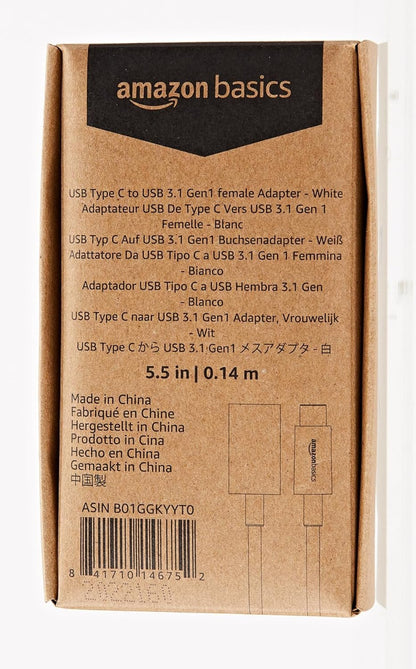 amazon basics
USB Type C to USB 3.1 Gen1 female Adapter - White
Adaptateur USB De Type C Vers USB 3.1 Gen 1
Femelle - Blanc
USB Typ C Auf USB 3.1 Gen1 Buchsenadapter - Weiß
Adattatore Da USB Tipo C a USB 3.1 Gen 1 Femmina
- Bianco
Adaptador USB Tipo C a USB Hembra 3.1 Gen
- Blanco
USB Type C naar USB 3.1 Gen1 Adapter, Vrouwelijk
- Wit
USB Type C から USB 3.1 Gen1 メスアダプタ - 白
5.5 in | 0.14 m
Made in China
Fabriqué en Chine
Hergestellt in China
Prodotto in Cina
Hecho en China
Gemaakt in China
中国製
amazonbasics
ASIN B01GGKYYT0
8 41710 14675 2